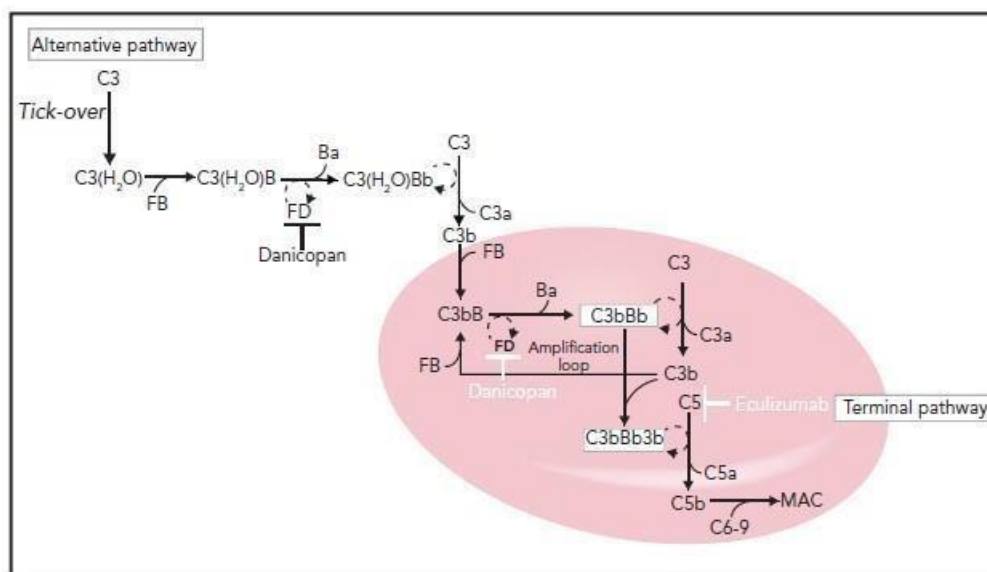 Alternative pathway
C3
Tick-over
C3(H₂O)
FB
C3(H₂O)B
Ba
FD
Danicopan
C3(H₂O)Bb
C3
C3a
C3b
FB
C3bB
Ba
FD
Danicopan
FB
Amplification
loop
C3bBb
C3
C3a
C3b
C5
Eculizumab
Terminal pathway
C3bBb3b
C5a
C5b
C6-9
MAC